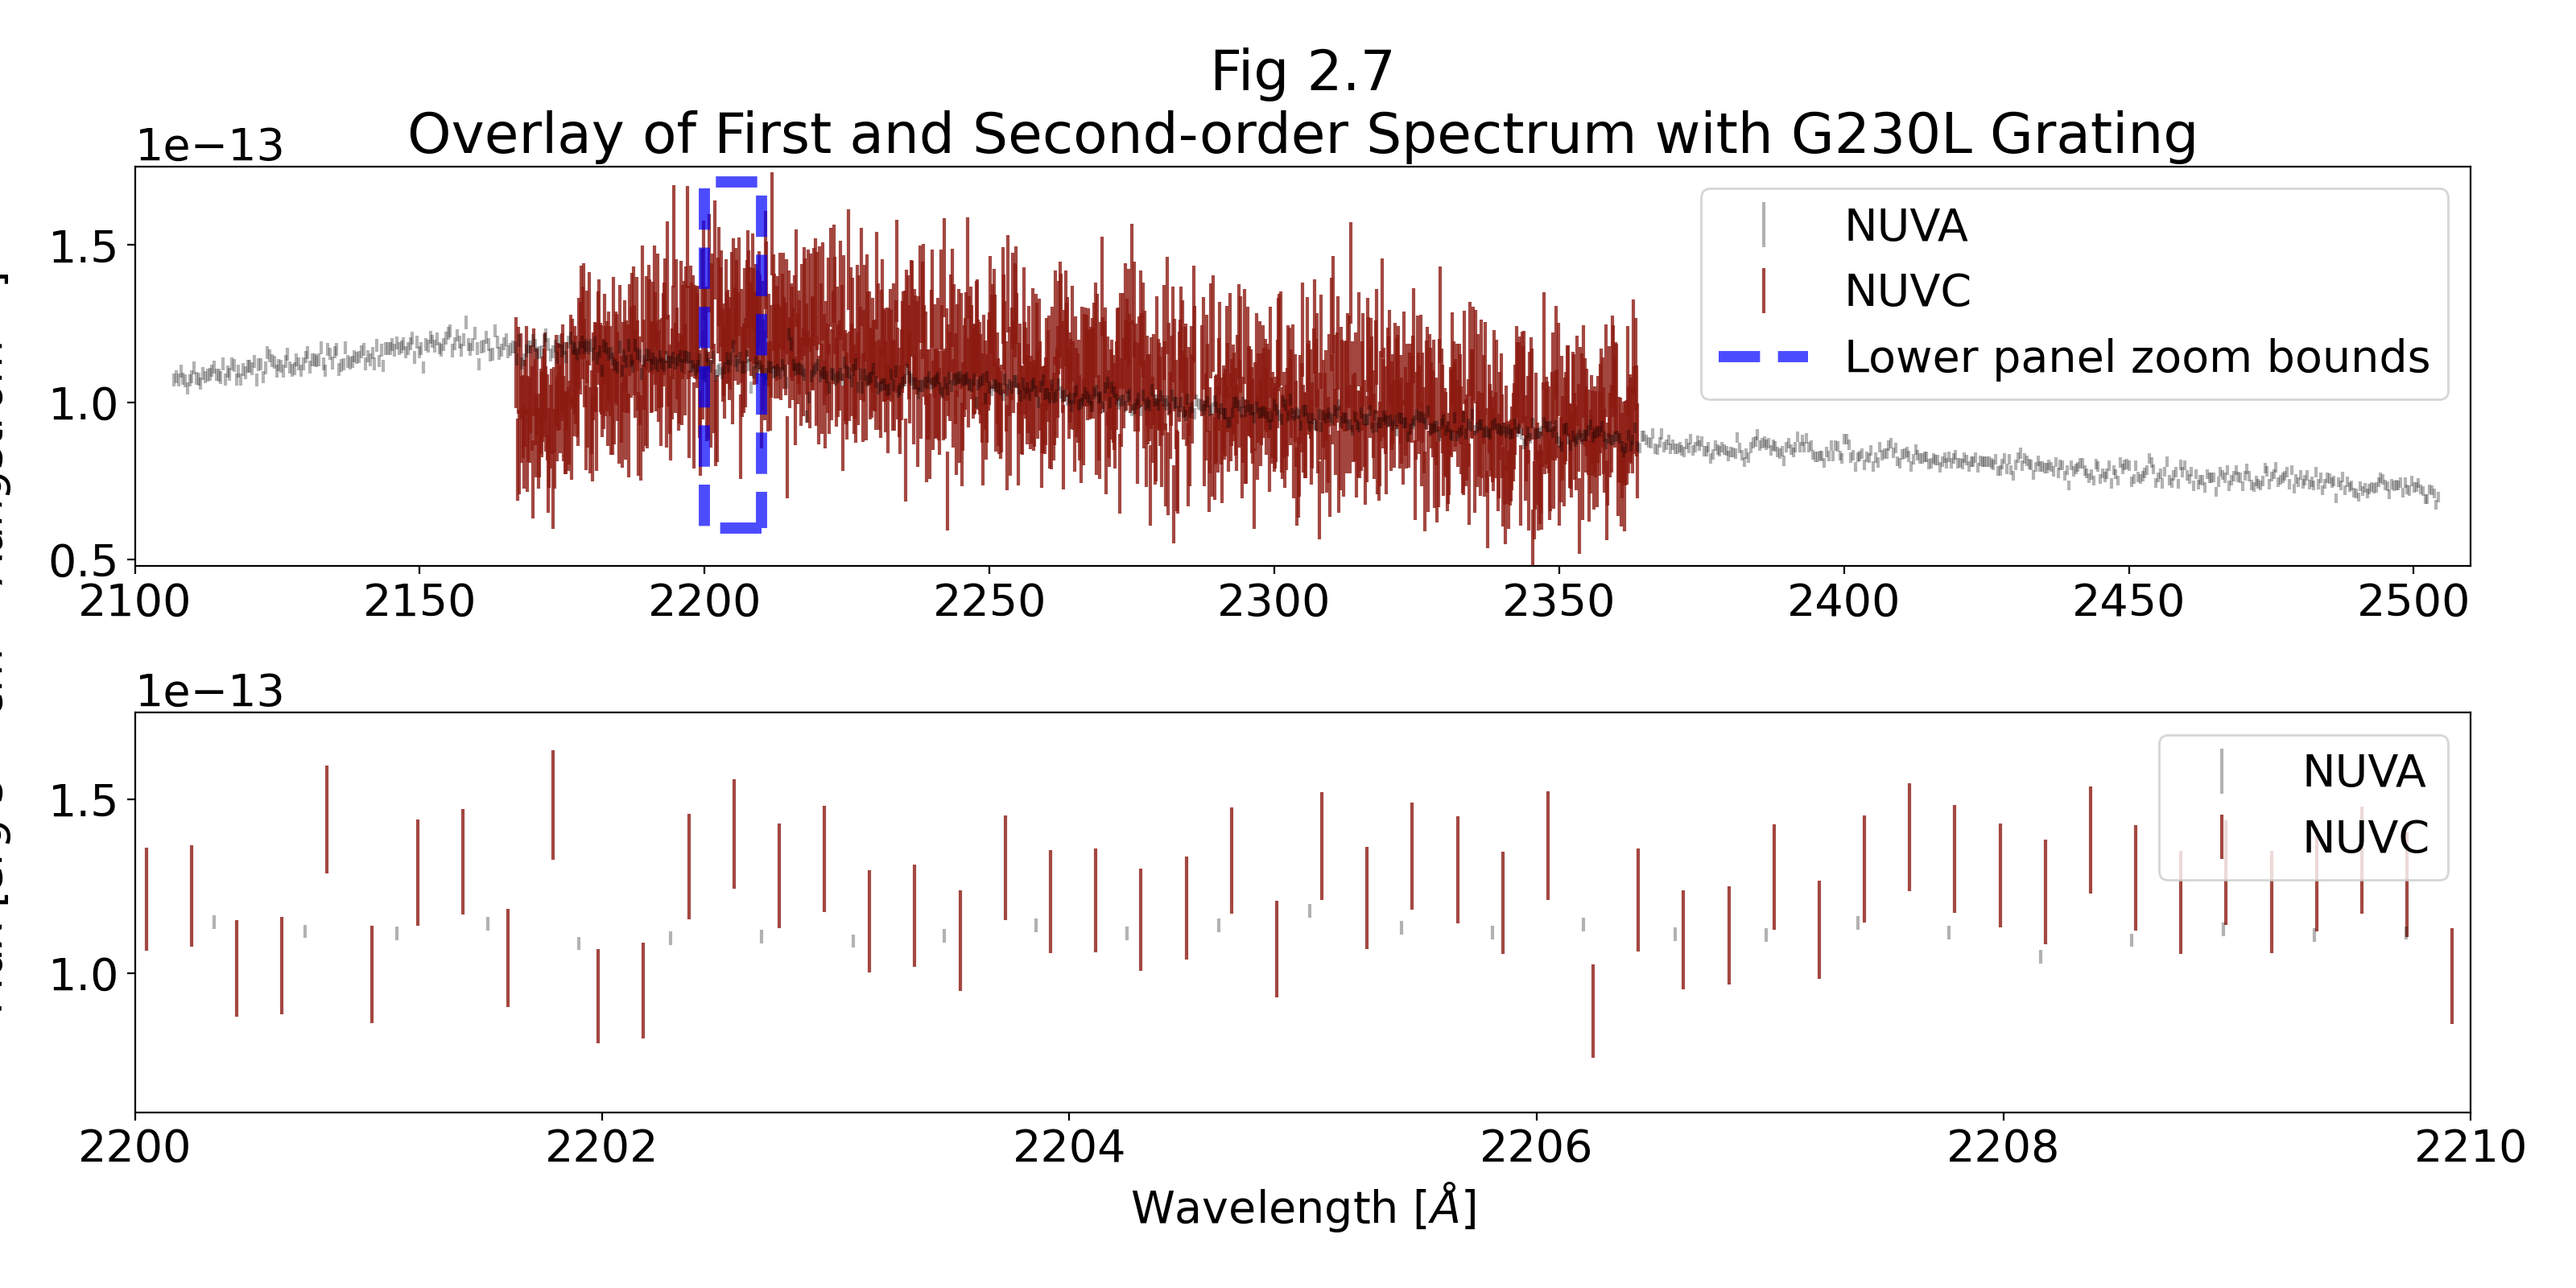 Fig 2.7
Overlay of First and Second-order Spectrum with G230L Grating
1e−13
1.5
1.0
0.5
NUVA
NUVC
Lower panel zoom bounds
2100 2150 2200 2250 2300 2350 2400 2450 2500
1e−13
1.5
1.0
NUVA
NUVC
2200 2202 2204 2206 2208 2210
Wavelength [Å]